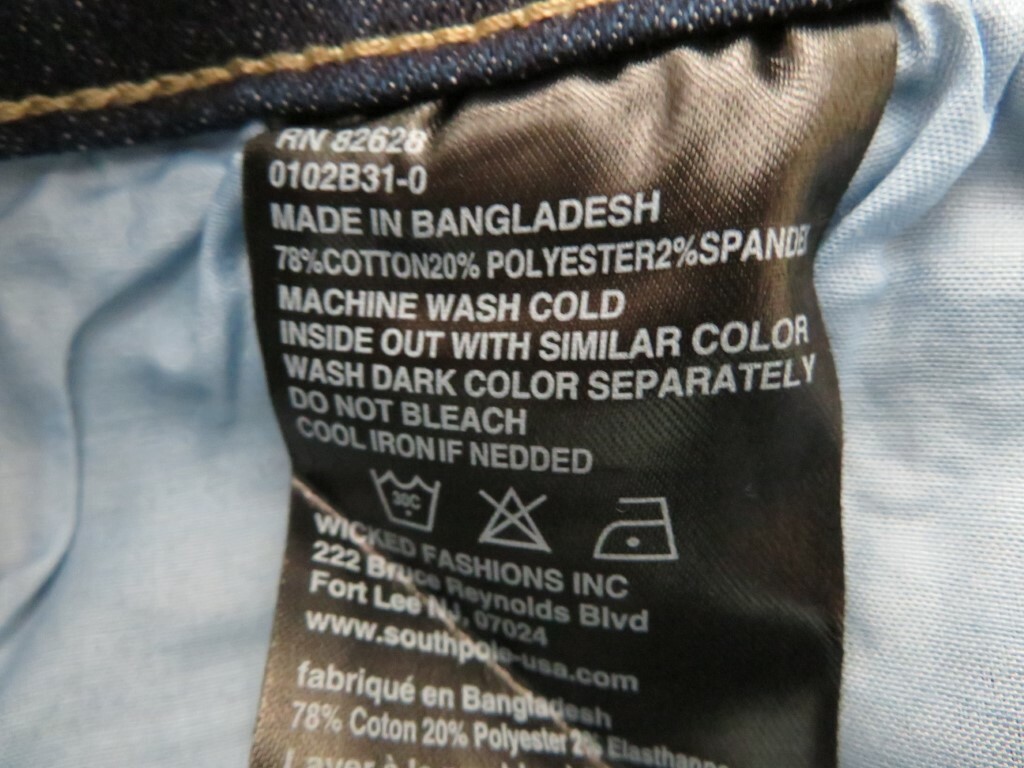 RN 82628
0102B31-0
MADE IN BANGLADESH
78%COTTON20% POLYESTER2%SPANDEX
MACHINE WASH COLD
INSIDE OUT WITH SIMILAR COLOR
WASH DARK COLOR SEPARATELY
DO NOT BLEACH
COOL IRON IF NEDDED
30C
WICKED FASHIONS INC
222 Bruce Reynolds Blvd
Fort Lee NJ, 07024
www.southpole-usa.com
fabriqué en Bangladesh
78% Coton 20% Polyester 2% Elasthanne
Laver à